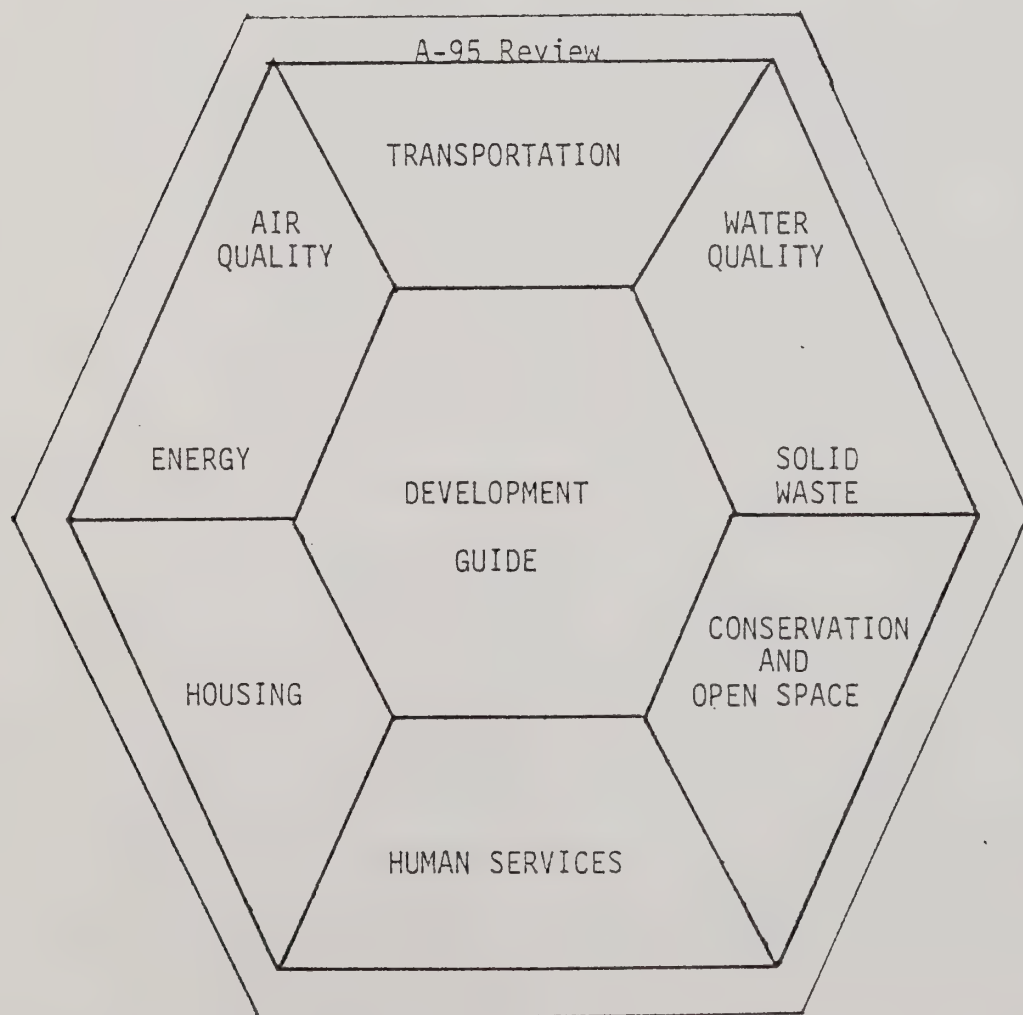 A-95 Review
TRANSPORTATION
AIR
QUALITY
WATER
QUALITY
ENERGY
SOLID
WASTE
DEVELOPMENT
GUIDE
CONSERVATION
AND
OPEN SPACE
HOUSING
HUMAN SERVICES